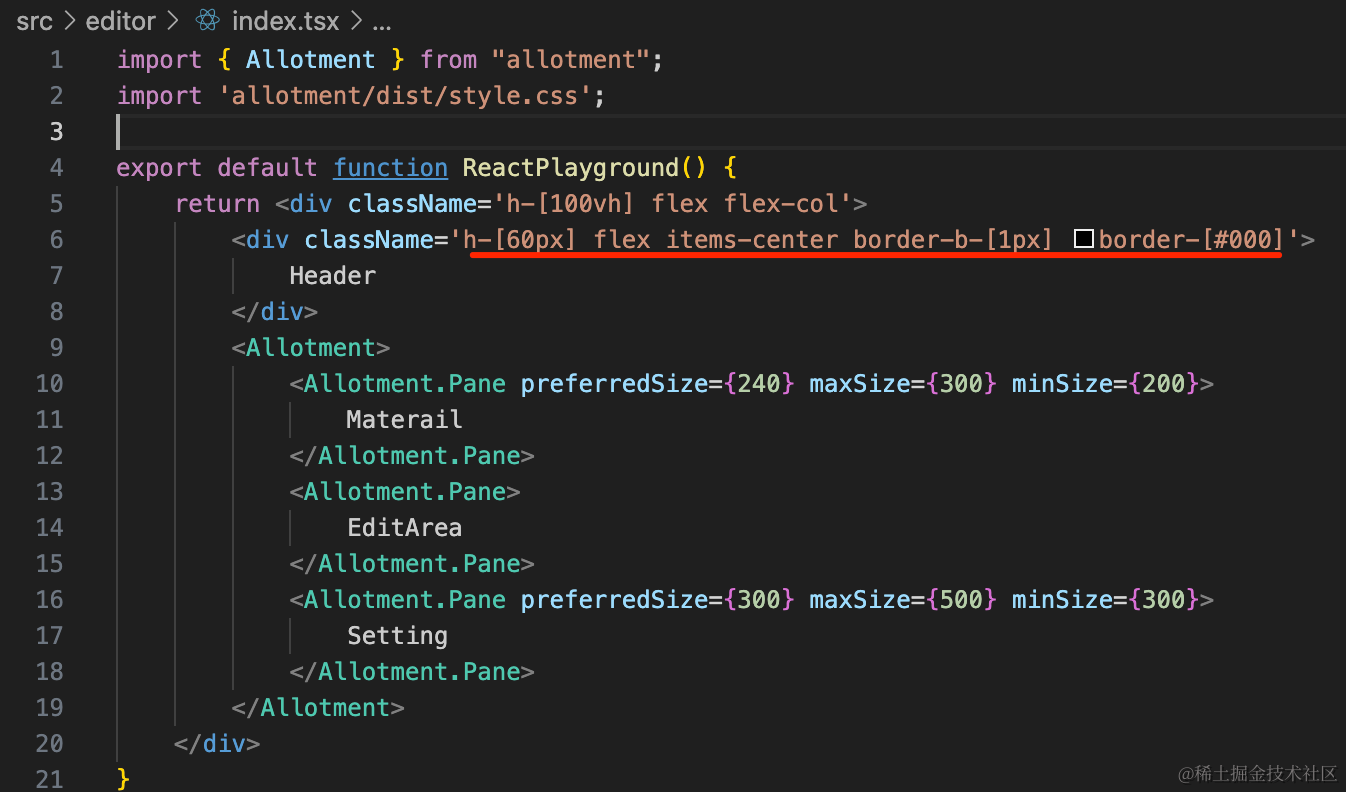 src > editor > index.tsx > ...
1 import { Allotment } from "allotment";
2 import 'allotment/dist/style.css';
3
4 export default function ReactPlayground() {
5     return <div className='h-[100vh] flex flex-col'>
6         <div className='h-[60px] flex items-center border-b-[1px] border-[#000]'>
7             Header
8         </div>
9         <Allotment>
10             <Allotment.Pane preferredSize={240} maxSize={300} minSize={200}>
11                 Materail
12             </Allotment.Pane>
13             <Allotment.Pane>
14                 EditArea
15             </Allotment.Pane>
16             <Allotment.Pane preferredSize={300} maxSize={500} minSize={300}>
17                 Setting
18             </Allotment.Pane>
19         </Allotment>
20     </div>
21 }
@稀土掘金技术社区